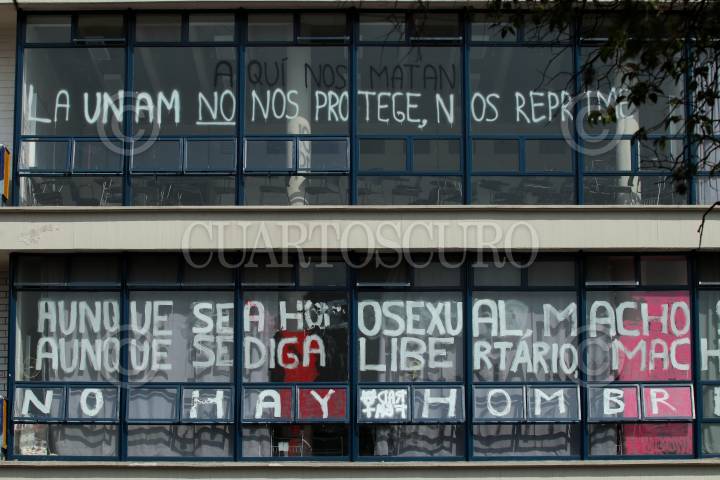 AQUÍ NOS MATAN
LA UNAM NO NOS PROTEGE, NOS REPRIME
CUARTOSCURO
AUNQUE SEA HOMOSEXUAL, MACHO
AUNQUE SE DIGA LIBERTARIO MAC
NO HAY HOMBR